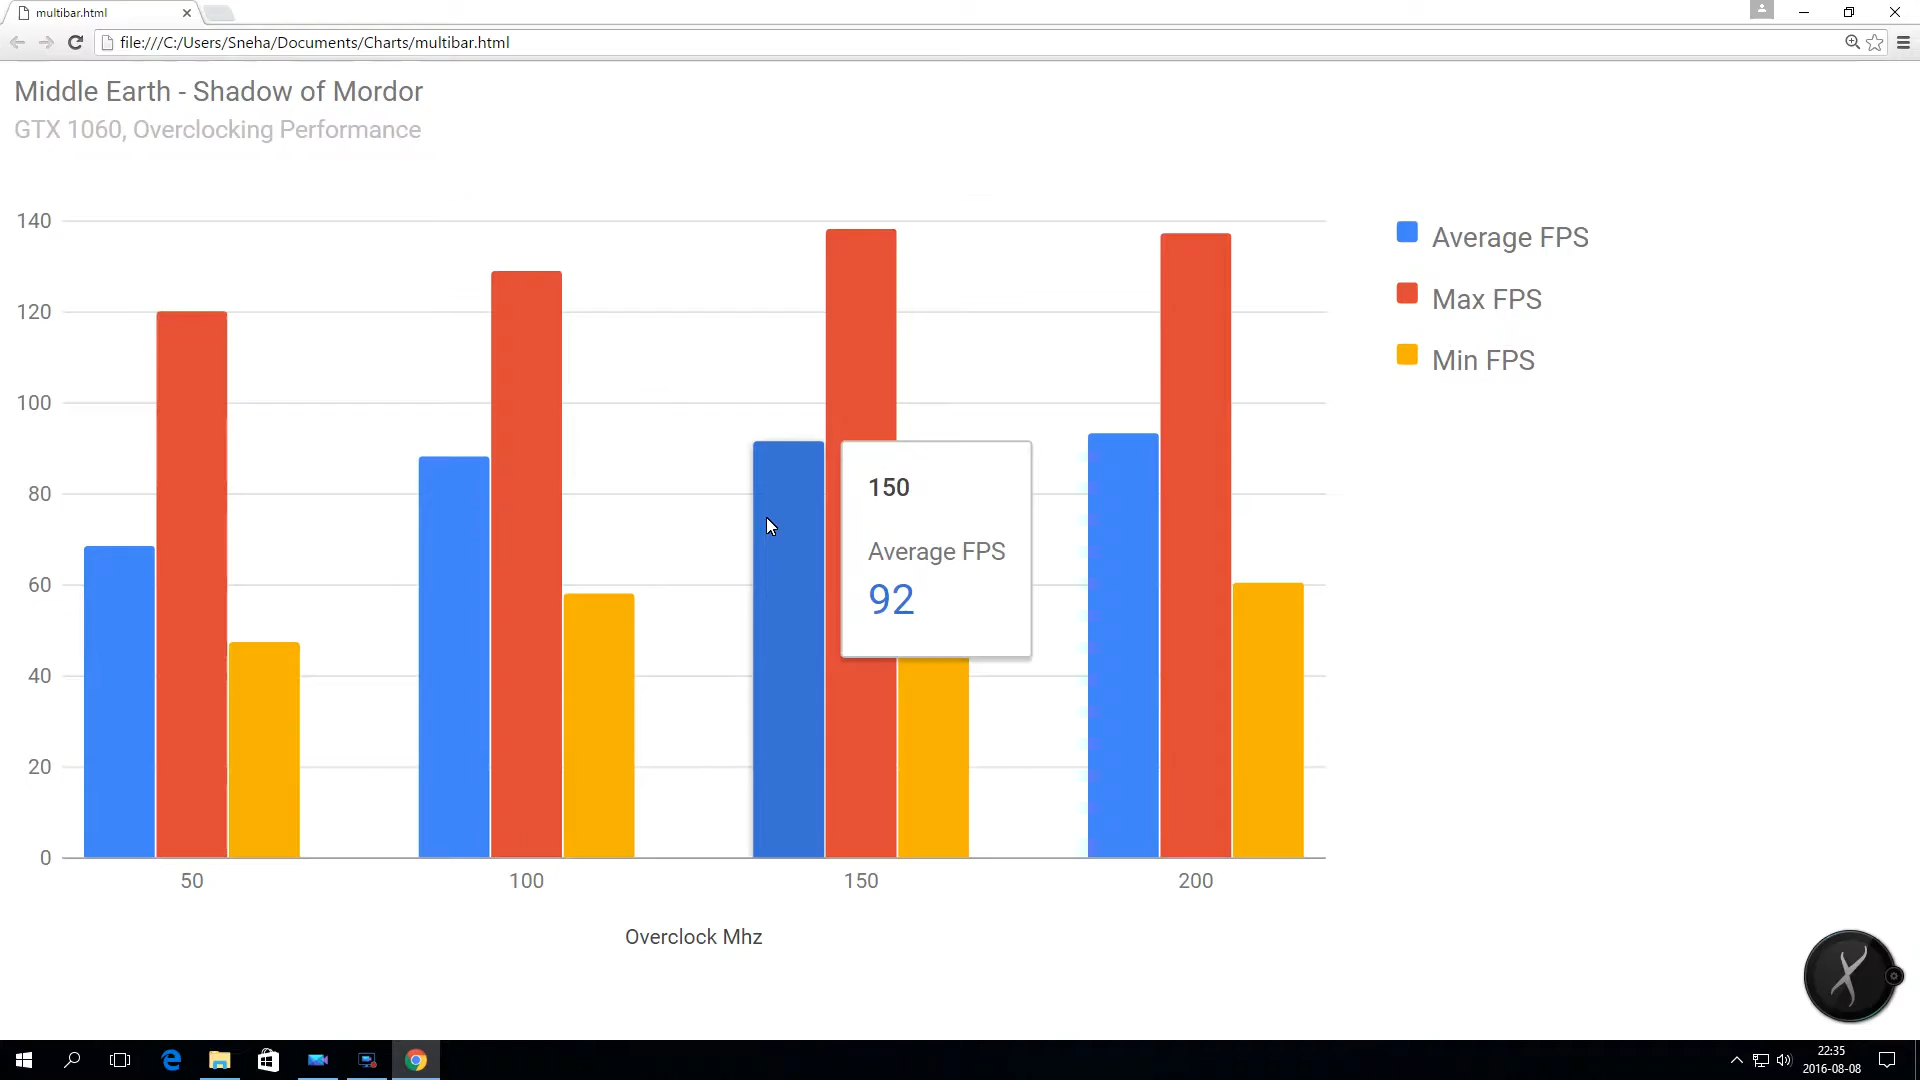 multibar.html
file:///C:/Users/Sneha/Documents/Charts/multibar.html
Middle Earth - Shadow of Mordor
GTX 1060, Overclocking Performance
140
120
100
80
60
40
20
0
Average FPS
Max FPS
Min FPS
150
Average FPS
92
50 100 150 200
Overclock Mhz
22:35
2016-08-08